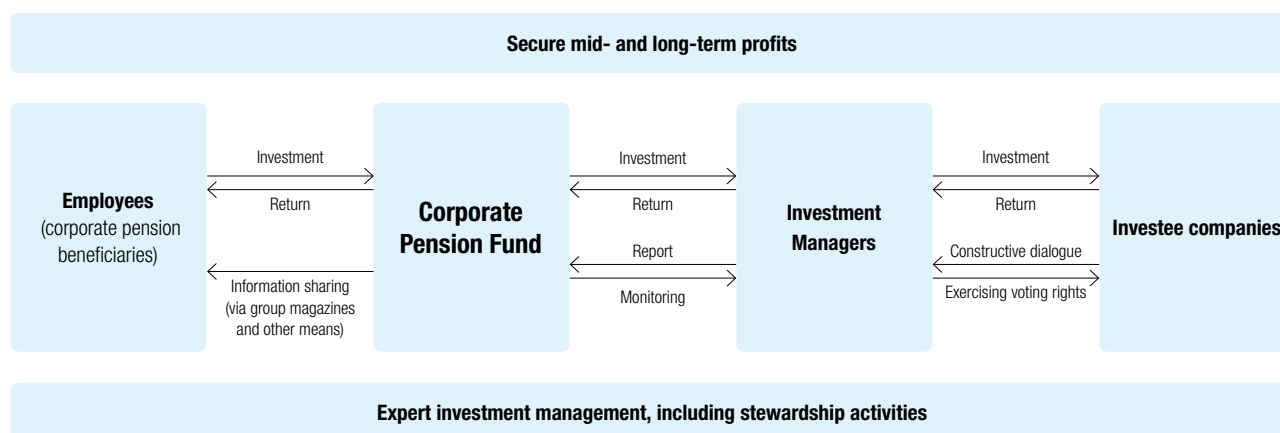 Secure mid- and long-term profits
Employees
(corporate pension
beneficiaries)
Investment
Return
Information sharing
(via group magazines
and other means)
Corporate
Pension Fund
Investment
Return
Report
Monitoring
Investment
Managers
Investment
Return
Constructive dialogue
Exercising voting rights
Investee companies
Expert investment management, including stewardship activities